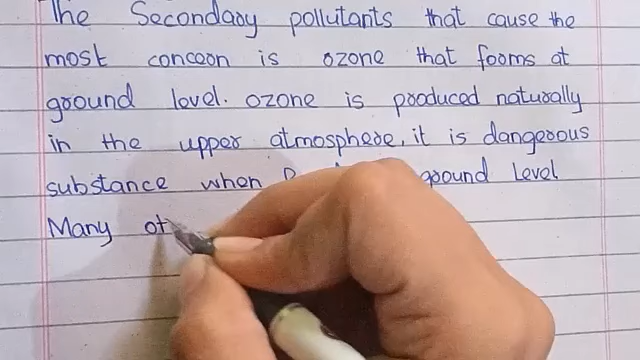 The Secondary pollutants that cause the
most concern is ozone that forms at
ground level. ozone is produced naturally
in the upper atmosphere, it is dangerous
substance when ground Level
Many ot